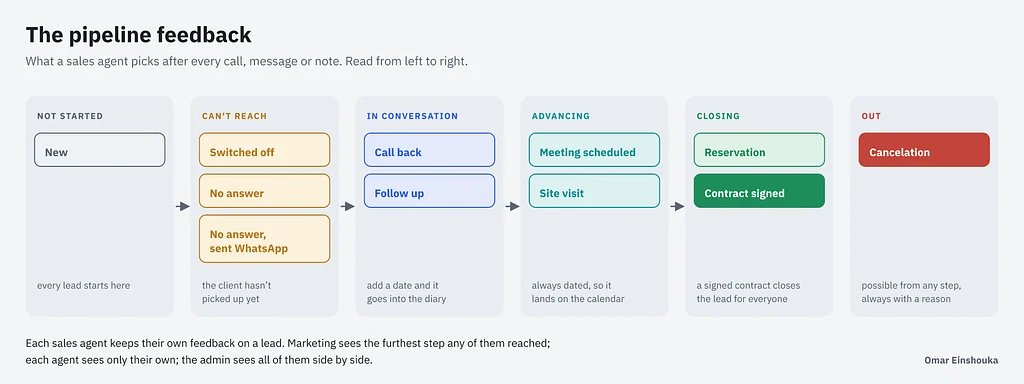 The pipeline feedback
What a sales agent picks after every call, message or note. Read from left to right.
NOT STARTED
New
every lead starts here
CAN'T REACH
Switched off
No answer
No answer,
sent WhatsApp
the client hasn't
picked up yet
IN CONVERSATION
Call back
Follow up
add a date and it
goes into the diary
ADVANCING
Meeting scheduled
Site visit
always dated, so it
lands on the calendar
CLOSING
Reservation
Contract signed
a signed contract closes
the lead for everyone
OUT
Cancelation
possible from any step,
always with a reason
Each sales agent keeps their own feedback on a lead. Marketing sees the furthest step any of them reached;
each agent sees only their own; the admin sees all of them side by side.
Omar Einshouka